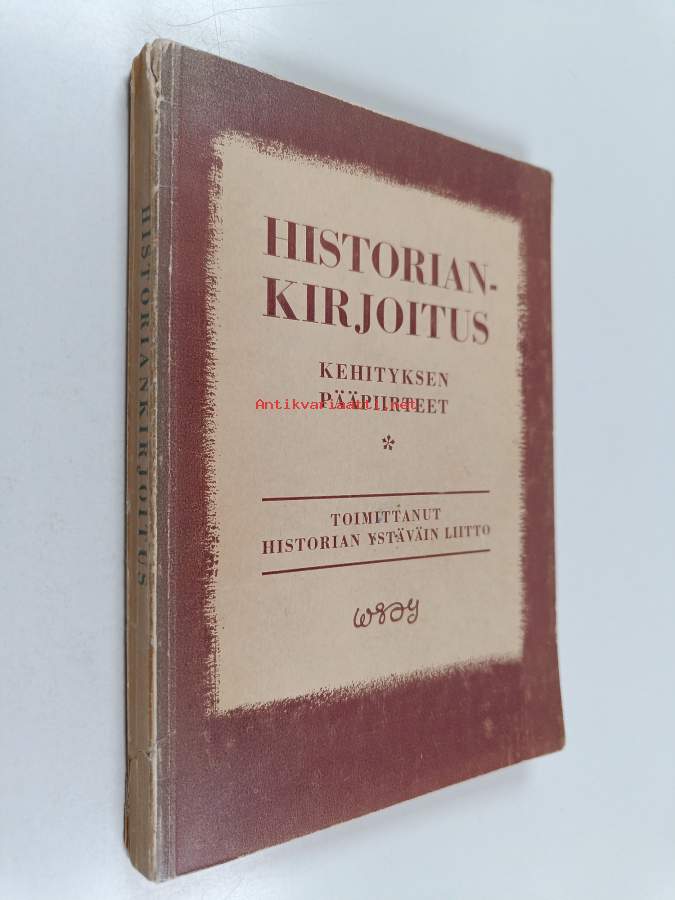 HISTORIANKIRJOITUS
HISTORIAN-
KIRJOITUS
KEHITYKSEN
PÄÄPIIRTEET
Antikvariaatti.net
*
TOIMITTANUT
HISTORIAN YSTÄVÄIN LIITTO
WSOY